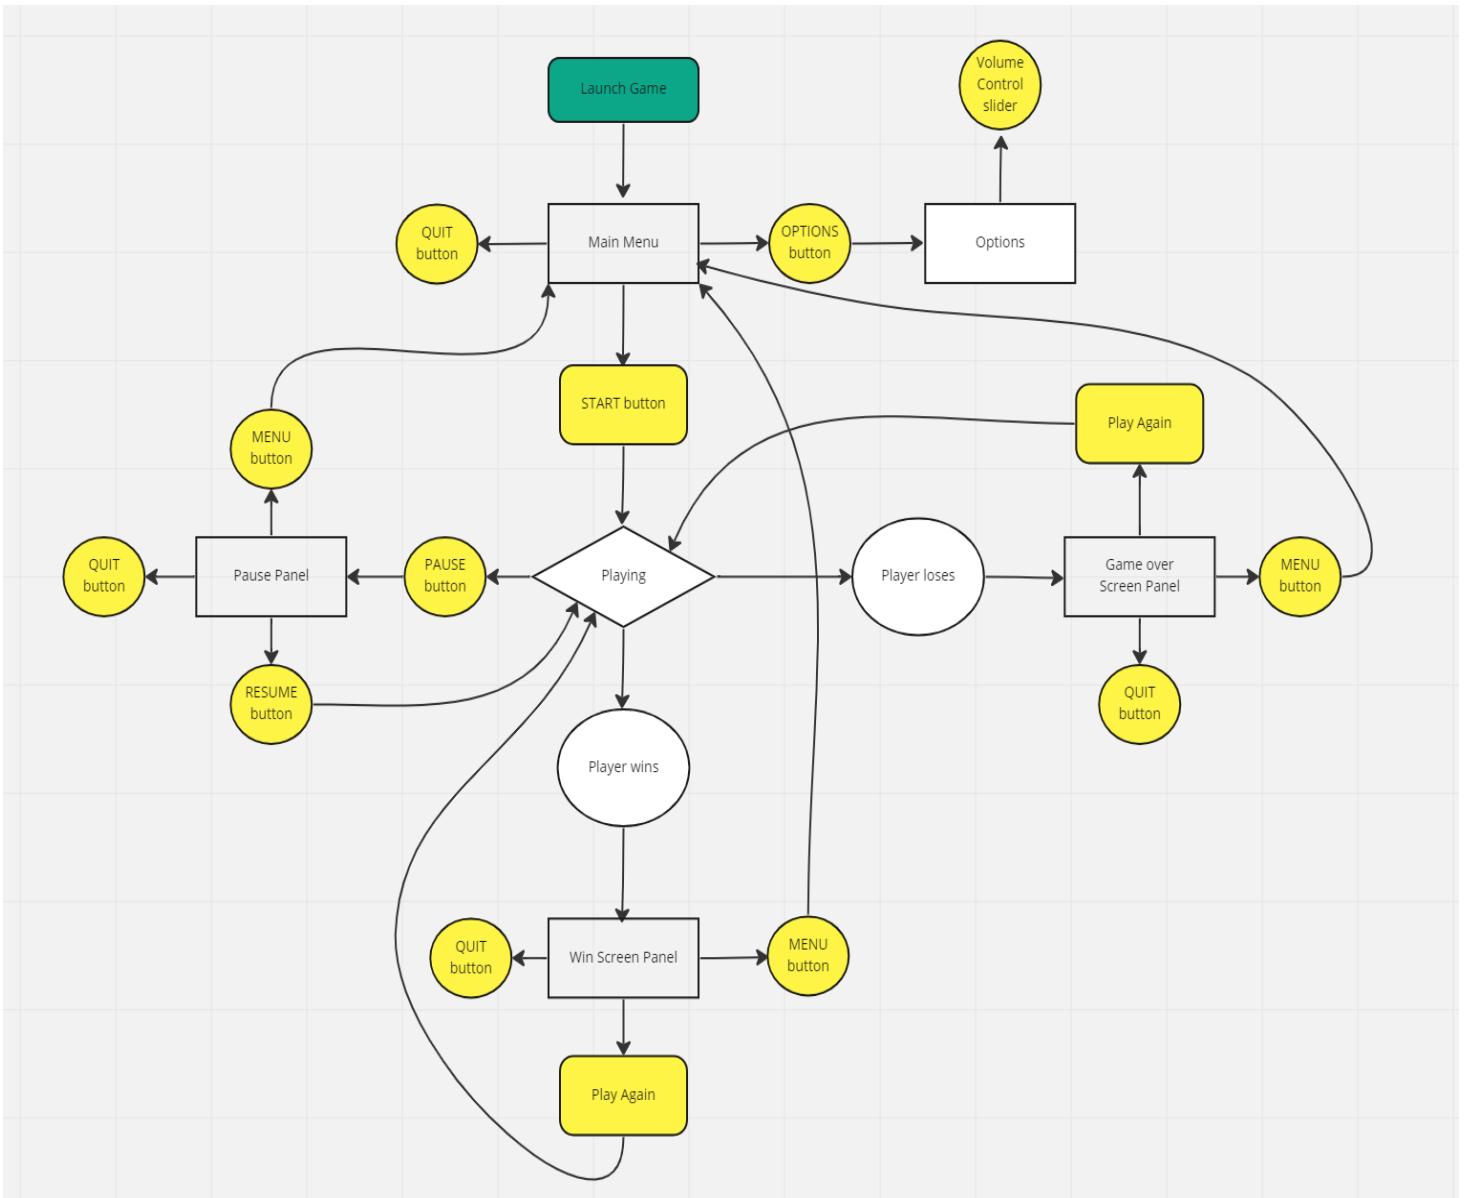 Launch Game
Volume
Control
slider
QUIT
button
Main Menu
OPTIONS
button
Options
START button
Play Again
MENU
button
QUIT
button
Pause Panel
PAUSE
button
Playing
Player loses
Game over
Screen Panel
MENU
button
RESUME
button
QUIT
button
Player wins
QUIT
button
Win Screen Panel
MENU
button
Play Again